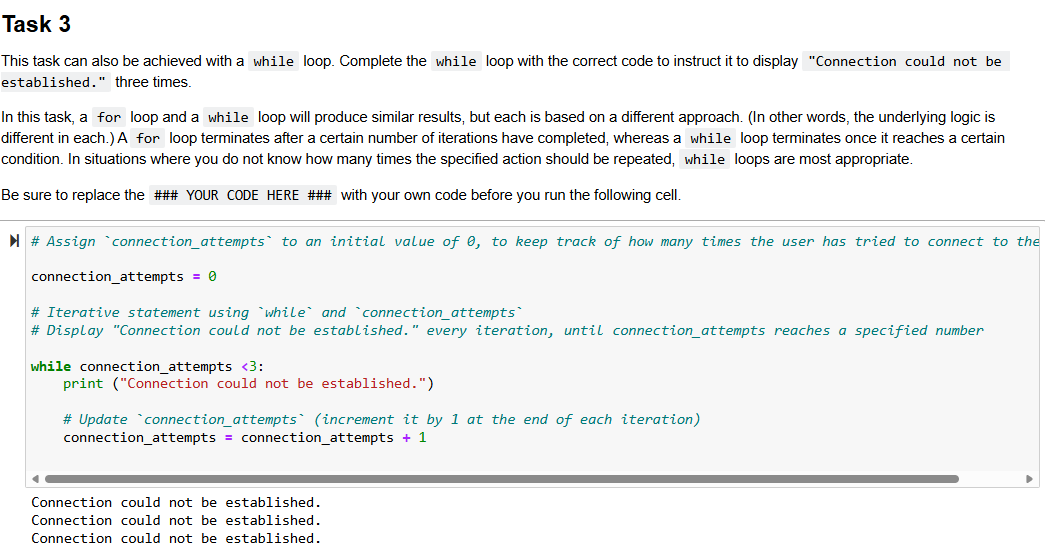 Task 3
This task can also be achieved with a while loop. Complete the while loop with the correct code to instruct it to display "Connection could not be
established." three times.
In this task, a for loop and a while loop will produce similar results, but each is based on a different approach. (In other words, the underlying logic is
different in each.) A for loop terminates after a certain number of iterations have completed, whereas a while loop terminates once it reaches a certain
condition. In situations where you do not know how many times the specified action should be repeated, while loops are most appropriate.
Be sure to replace the ### YOUR CODE HERE ### with your own code before you run the following cell.
# Assign `connection_attempts` to an initial value of 0, to keep track of how many times the user has tried to connect to the
connection_attempts = 0
# Iterative statement using `while` and `connection_attempts`
# Display "Connection could not be established." every iteration, until connection_attempts reaches a specified number
while connection_attempts <3:
print ("Connection could not be established.")
# Update `connection_attempts` (increment it by 1 at the end of each iteration)
connection_attempts = connection_attempts + 1
Connection could not be established.
Connection could not be established.
Connection could not be established.